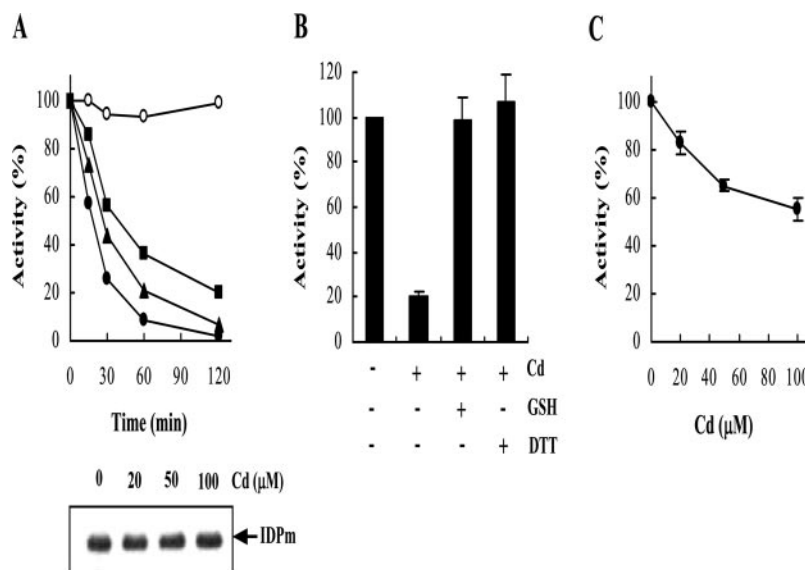 A
Activity (%)
120
100
80
60
40
20
0
0 30 60 90 120
Time (min)
0 20 50 100 Cd (μM)
IDPm
B
Activity (%)
120
100
80
60
40
20
0
- + + + Cd
- - + - GSH
- - - + DTT
C
Activity (%)
100
80
60
40
20
0
0 20 40 60 80 100
Cd (μM)